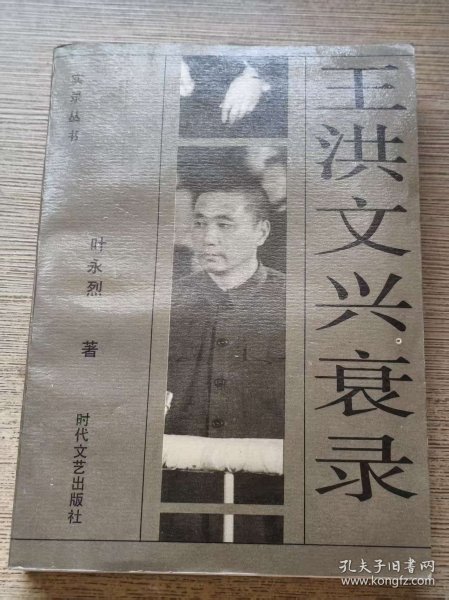 王洪文兴衰录
实录丛书
叶永烈 著
时代文艺出版社
孔夫子旧书网
www.kongfz.com